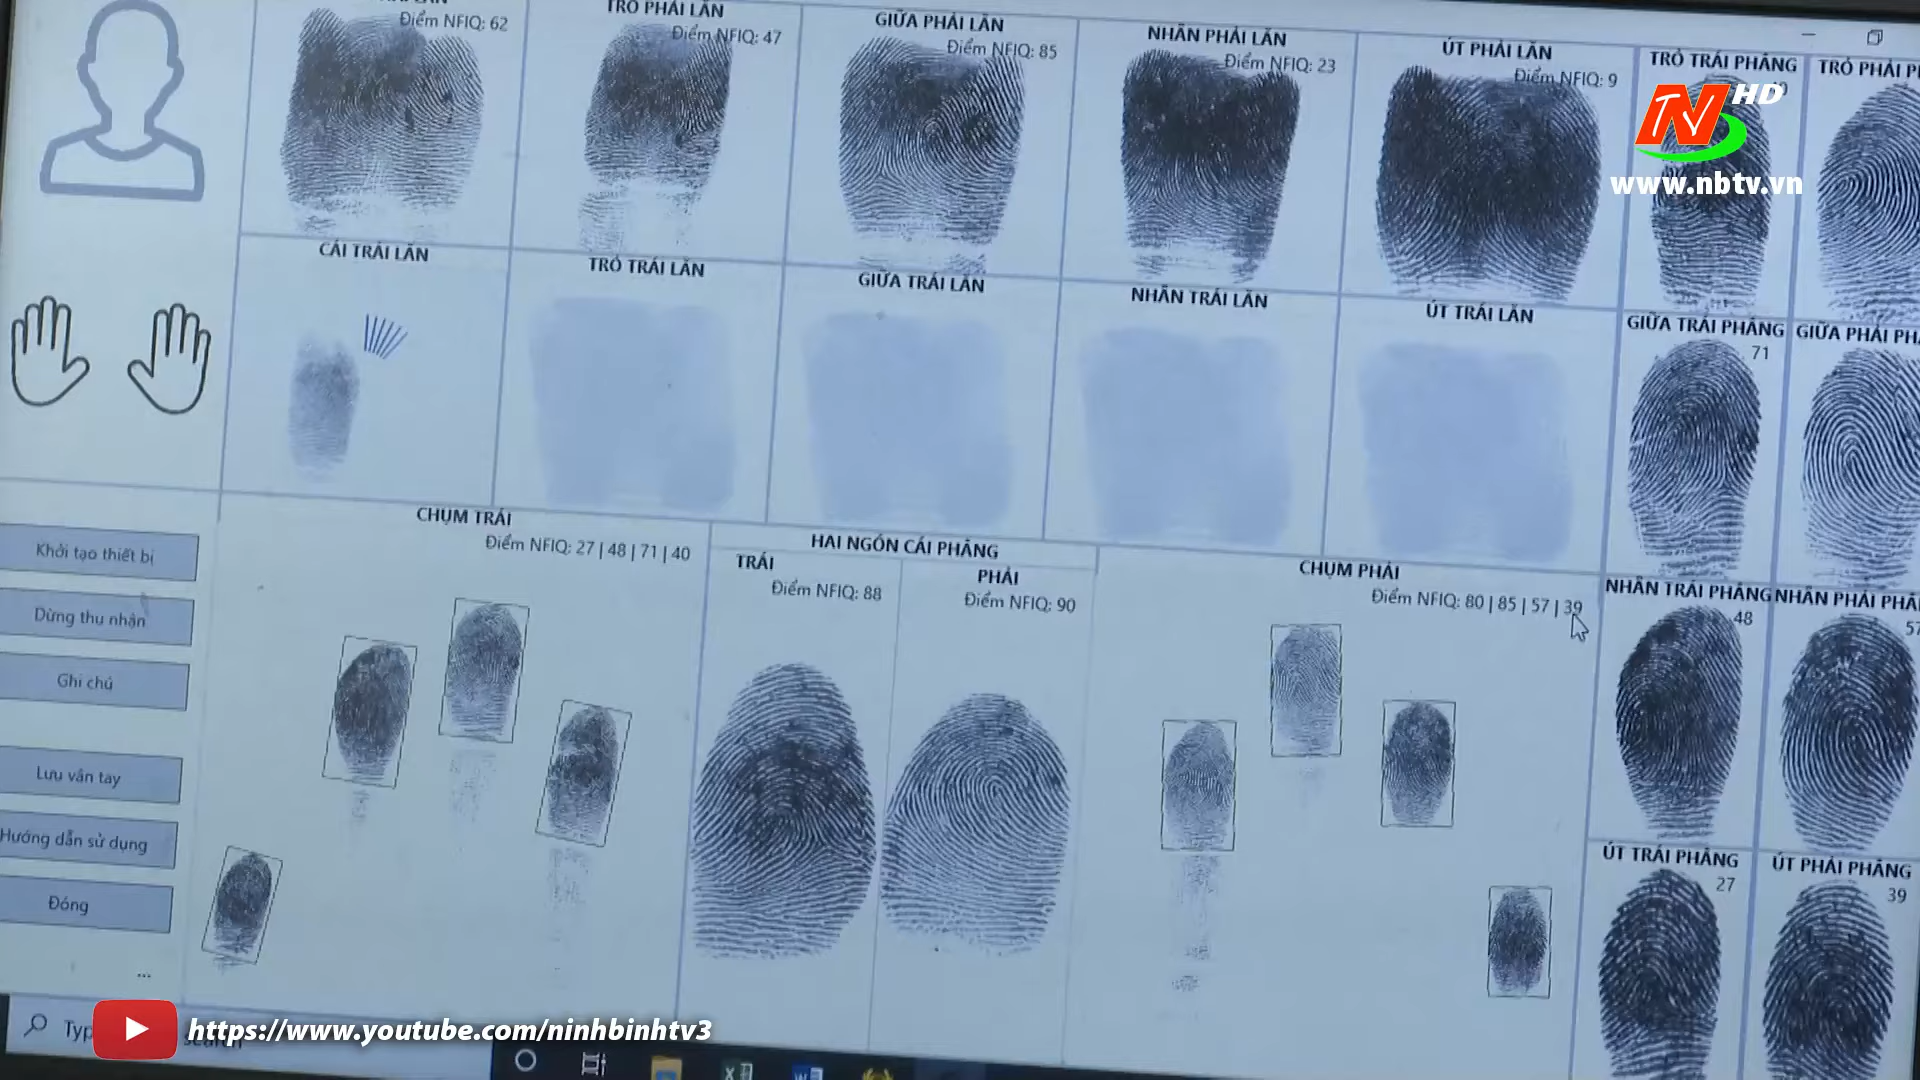 Điểm NFIQ: 62
TRỎ PHẢI LĂN
Điểm NFIQ: 47
GIỮA PHẢI LĂN
Điểm NFIQ: 85
NHẪN PHẢI LĂN
Điểm NFIQ: 23
ÚT PHẢI LĂN
Điểm NFIQ: 9
TRỎ TRÁI PHẲNG
TRỎ PHẢI
NTV HD
www.nbtv.vn
CÁI TRÁI LĂN
TRỎ TRÁI LĂN
GIỮA TRÁI LĂN
NHẪN TRÁI LĂN
ÚT TRÁI LĂN
GIỮA TRÁI PHẲNG
71
GIỮA PHẢI
CHỤM TRÁI
Điểm NFIQ: 27 | 48 | 71 | 40
HAI NGÓN CÁI PHẲNG
TRÁI
Điểm NFIQ: 88
PHẢI
Điểm NFIQ: 90
CHỤM PHẢI
Điểm NFIQ: 80 | 85 | 57 | 39
NHẪN TRÁI PHẲNG
48
NHẪN PHẢI
57
ÚT TRÁI PHẲNG
27
ÚT PHẢI PHẲNG
39
Khởi tạo thiết bị
Dừng thu nhận
Ghi chú
Lưu vân tay
Hướng dẫn sử dụng
Đóng
...
https://www.youtube.com/ninhbinhtv3